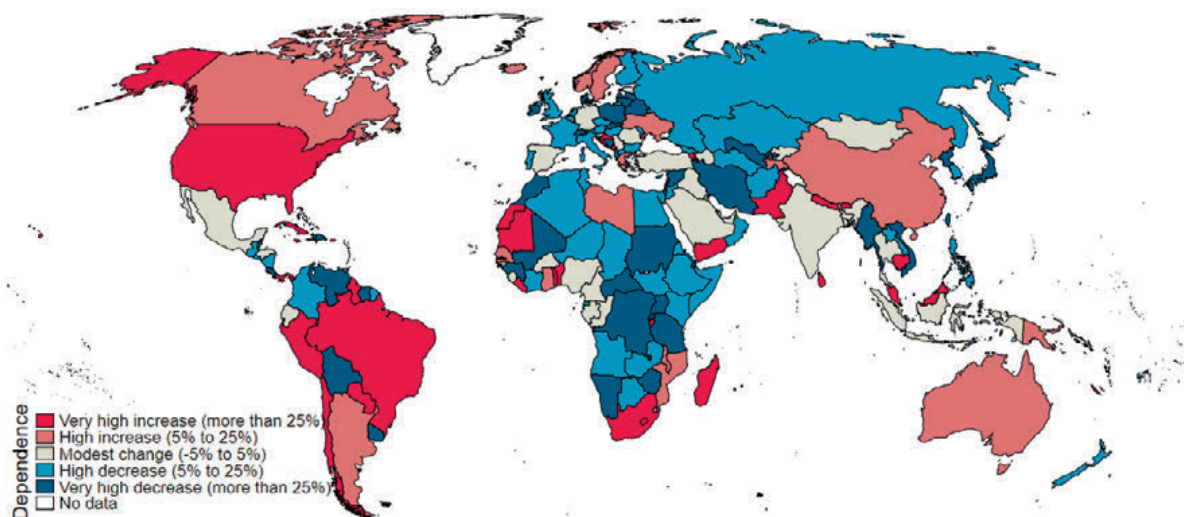 Dependence
Very high increase (more than 25%)
High increase (5% to 25%)
Modest change (-5% to 5%)
High decrease (5% to 25%)
Very high decrease (more than 25%)
No data